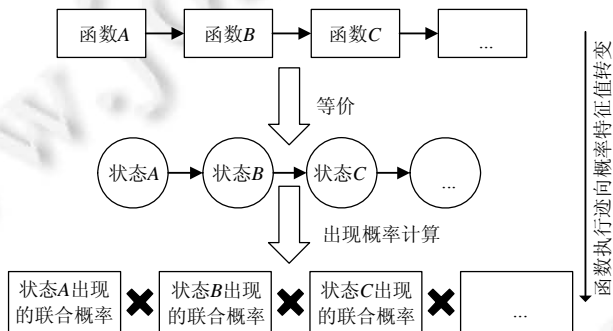 函数A
函数B
函数C
...
等价
状态A
状态B
状态C
...
出现概率计算
状态A出现
的联合概率
状态B出现
的联合概率
状态C出现
的联合概率
...
函数执行迹向概率特征值转变